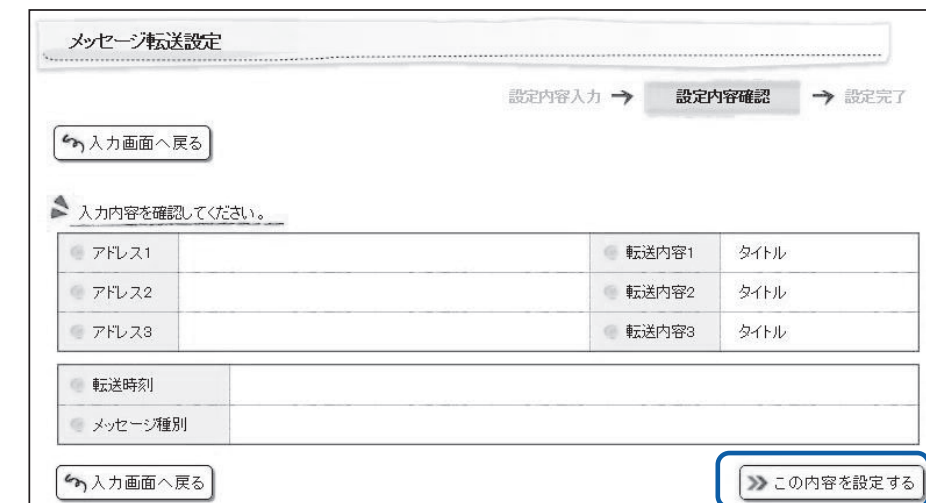 メッセージ転送設定
設定内容入力 → 設定内容確認 → 設定完了
入力画面へ戻る
入力内容を確認してください。
アドレス1 転送内容1 タイトル
アドレス2 転送内容2 タイトル
アドレス3 転送内容3 タイトル
転送時刻
メッセージ種別
入力画面へ戻る この内容を設定する